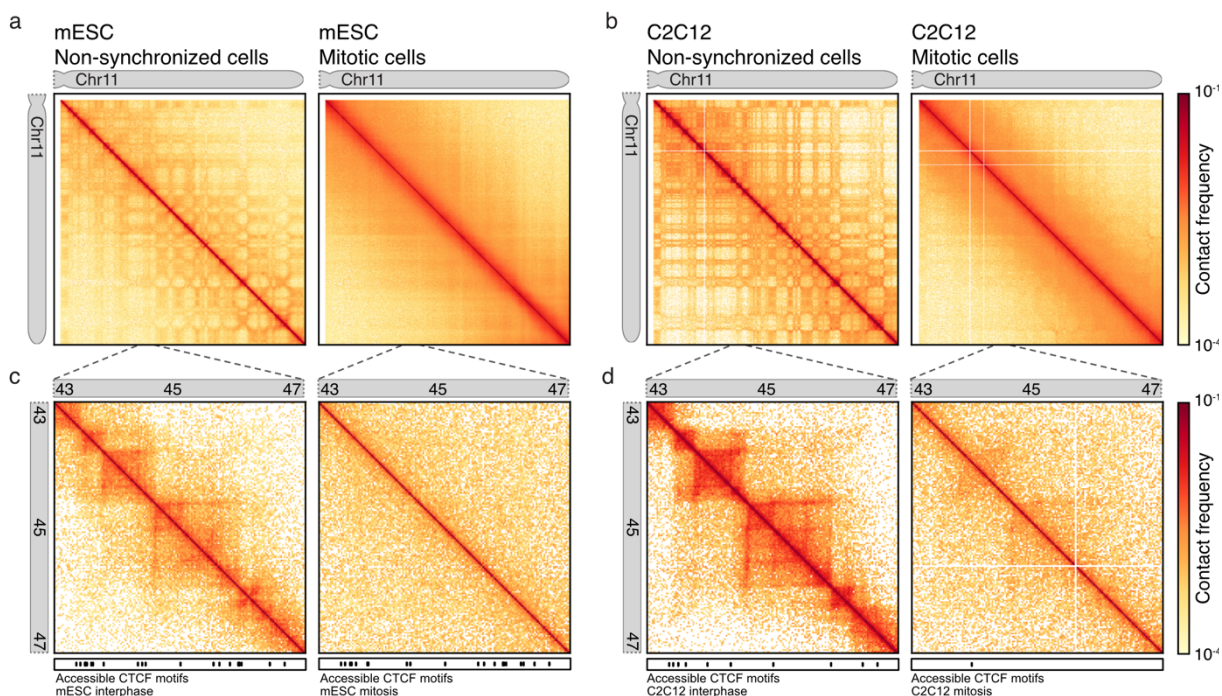 a
mESC
Non-synchronized cells
mESC
Mitotic cells
b
C2C12
Non-synchronized cells
C2C12
Mitotic cells
Chr11
Chr11
Chr11
Chr11
Chr11
Chr11
10⁻¹
Contact frequency
10⁻⁴
c
43 45 47
43 45 47
d
43 45 47
43 45 47
43
45
47
43
45
47
10⁻¹
Contact frequency
10⁻⁴
Accessible CTCF motifs
mESC interphase
Accessible CTCF motifs
mESC mitosis
Accessible CTCF motifs
C2C12 interphase
Accessible CTCF motifs
C2C12 mitosis